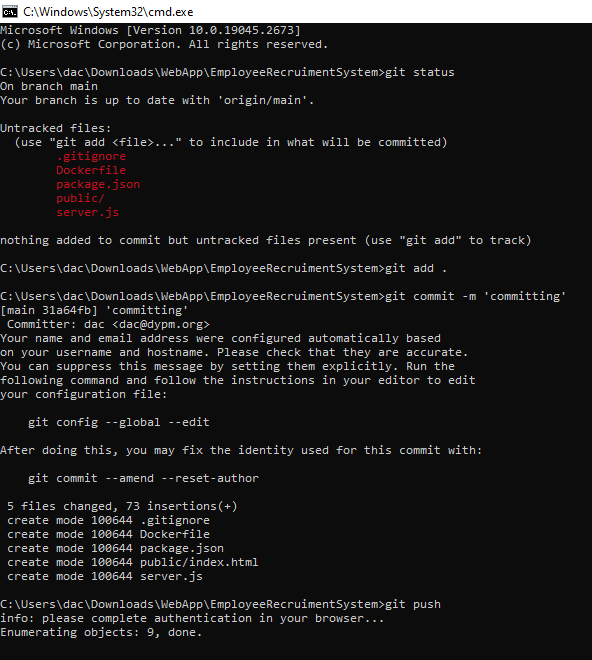 C:\Windows\System32\cmd.exe
Microsoft Windows [Version 10.0.19045.2673]
(c) Microsoft Corporation. All rights reserved.
C:\Users\dac\Downloads\WebApp\EmployeeRecruimentSystem>git status
On branch main
Your branch is up to date with 'origin/main'.
Untracked files:
(use "git add <file>..." to include in what will be committed)
.gitignore
Dockerfile
package.json
public/
server.js
nothing added to commit but untracked files present (use "git add" to track)
C:\Users\dac\Downloads\WebApp\EmployeeRecruimentSystem>git add .
C:\Users\dac\Downloads\WebApp\EmployeeRecruimentSystem>git commit -m 'committing'
[main 31a64fb] 'committing'
Committer: dac <dac@dypm.org>
Your name and email address were configured automatically based
on your username and hostname. Please check that they are accurate.
You can suppress this message by setting them explicitly. Run the
following command and follow the instructions in your editor to edit
your configuration file:
git config --global --edit
After doing this, you may fix the identity used for this commit with:
git commit --amend --reset-author
5 files changed, 73 insertions(+)
create mode 100644 .gitignore
create mode 100644 Dockerfile
create mode 100644 package.json
create mode 100644 public/index.html
create mode 100644 server.js
C:\Users\dac\Downloads\WebApp\EmployeeRecruimentSystem>git push
info: please complete authentication in your browser...
Enumerating objects: 9, done.